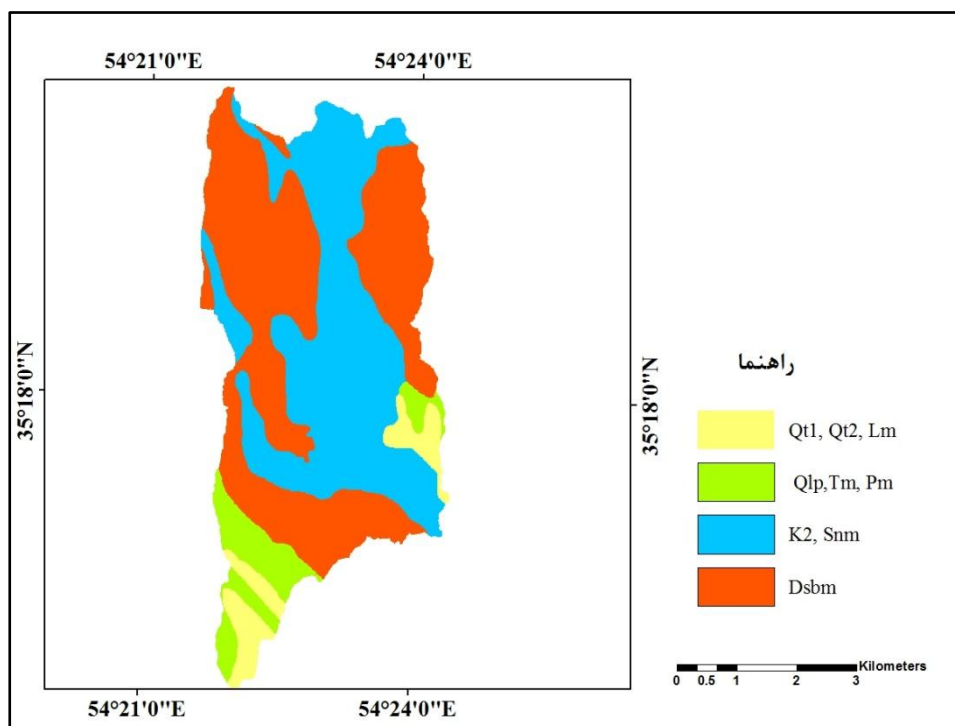 54°21'0"E 54°24'0"E
35°18'0"N
35°18'0"N
راهنما
Qt1, Qt2, Lm
Qlp,Tm, Pm
K2, Snm
Dsbm
Kilometers
0 0.5 1 2 3
54°21'0"E 54°24'0"E